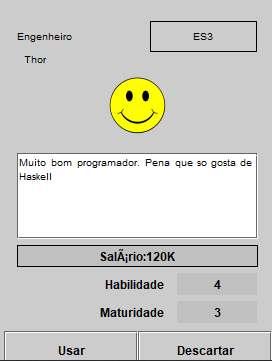 Engenheiro
ES3
Thor
Muito bom programador. Pena que so gosta de
Haskell
SalÃ¡rio:120K
Habilidade 4
Maturidade 3
Usar Descartar